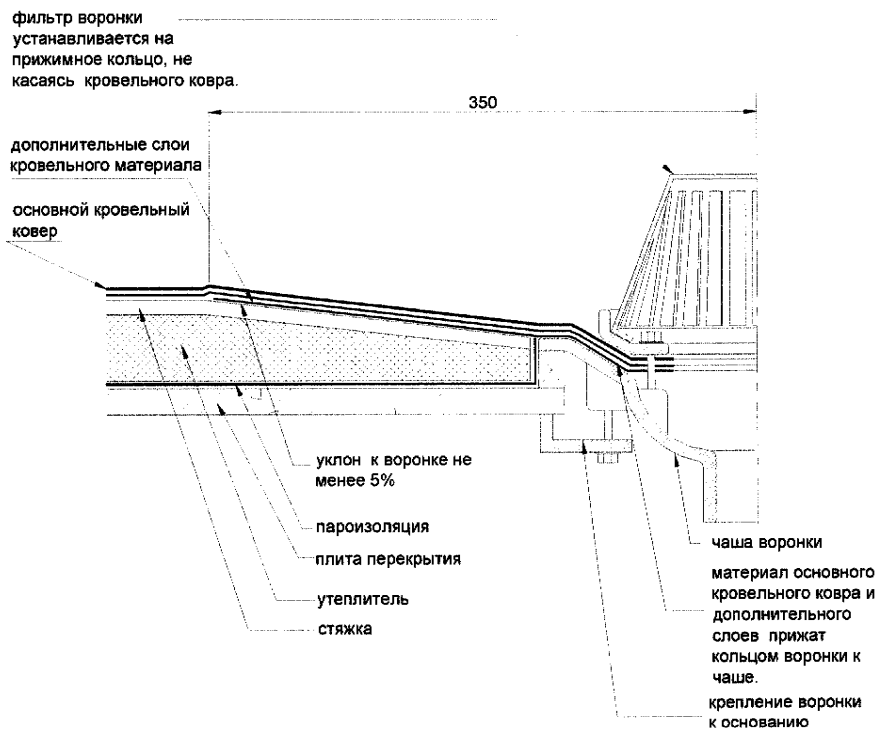 фильтр воронки
устанавливается на
прижимное кольцо, не
касаясь кровельного ковра.
350
дополнительные слои
кровельного материала
основной кровельный
ковер
уклон к воронке не
менее 5%
пароизоляция
плита перекрытия
утеплитель
стяжка
чаша воронки
материал основного
кровельного ковра и
дополнительного
слоев прижат
кольцом воронки к
чаше.
крепление воронки
к основанию